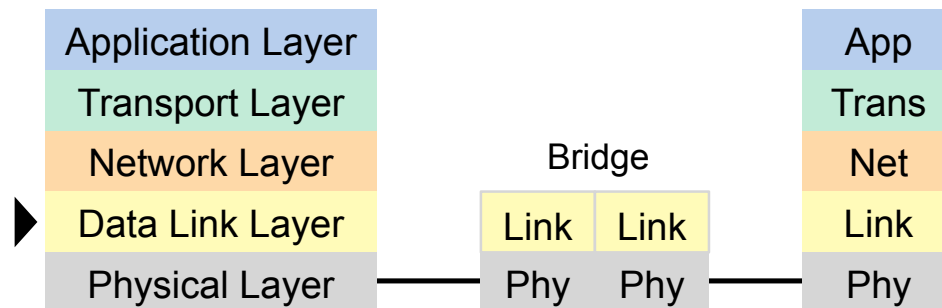 Application Layer
Transport Layer
Network Layer
Data Link Layer
Physical Layer
Bridge
Link Link
Phy Phy
App
Trans
Net
Link
Phy